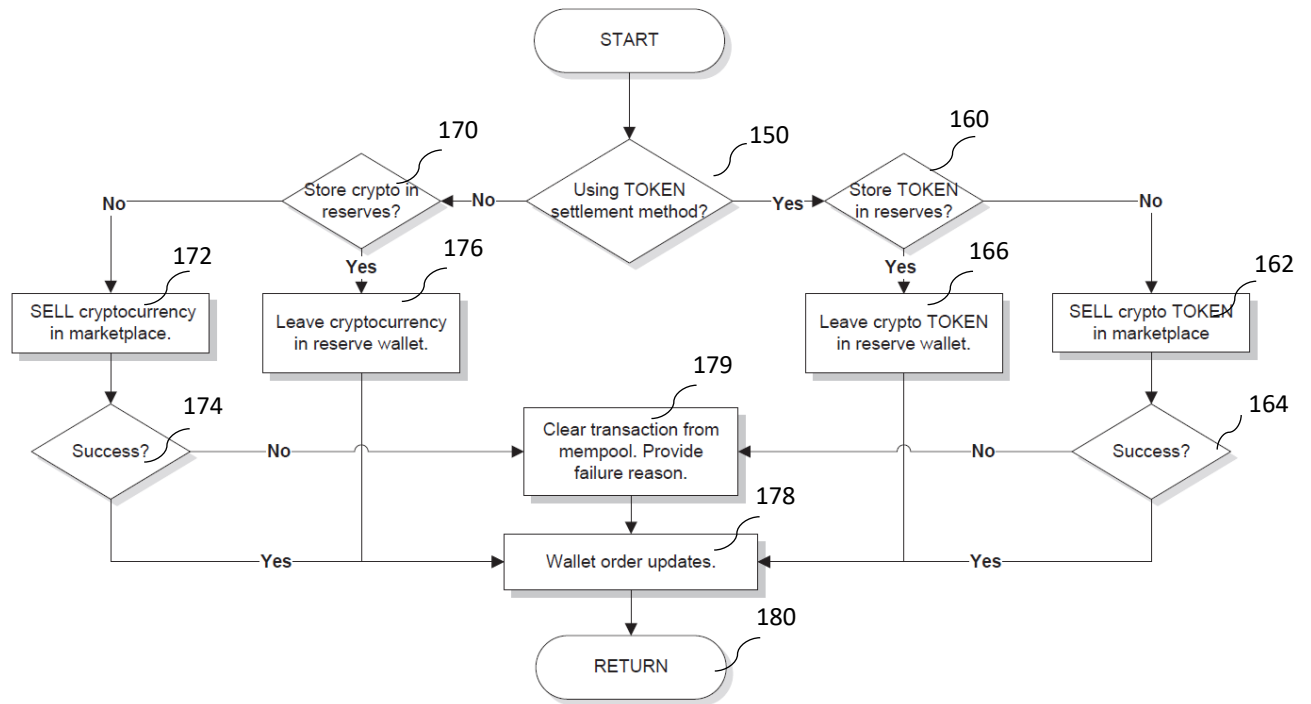 START
170
150
160
Store crypto in
reserves?
Using TOKEN
settlement method?
Store TOKEN
in reserves?
No
No
Yes
No
172
176
Yes
Yes
166
162
SELL cryptocurrency
in marketplace.
Leave cryptocurrency
in reserve wallet.
Leave crypto TOKEN
in reserve wallet.
SELL crypto TOKEN
in marketplace
179
174
164
Success?
No
Clear transaction from
mempool. Provide
failure reason.
No
Success?
178
Yes
Wallet order updates.
Yes
180
RETURN